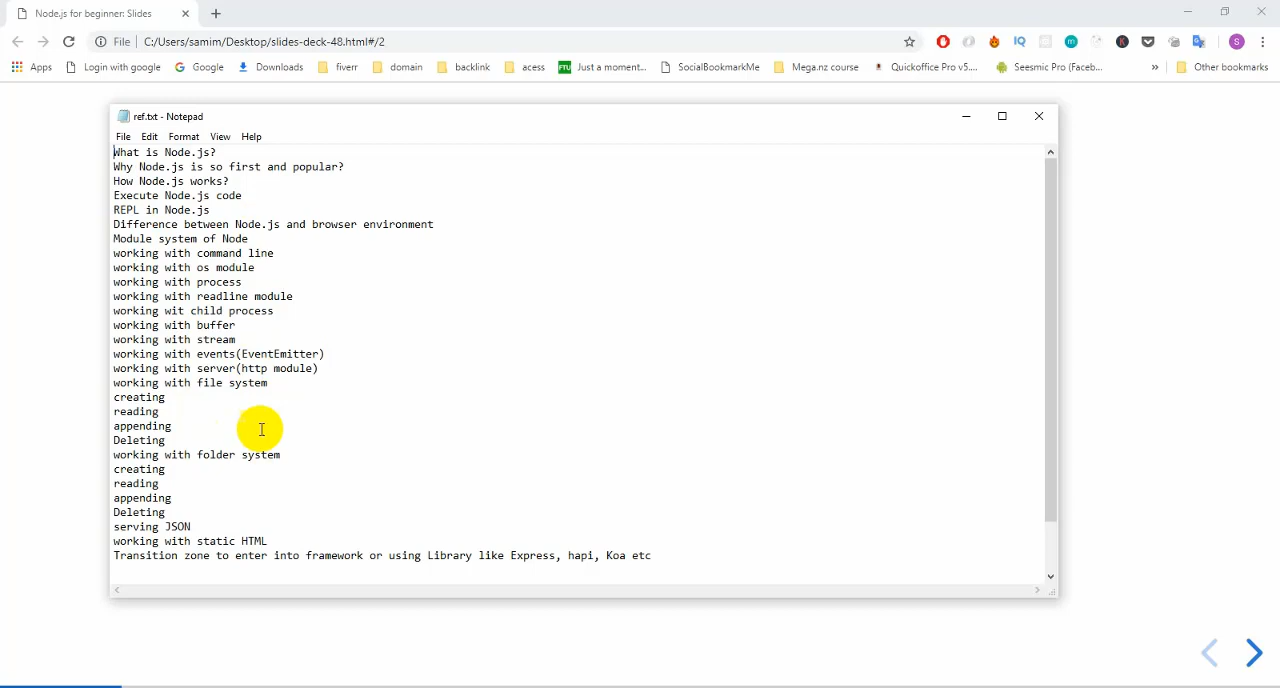 Node.js for beginner: Slides
File C:/Users/samim/Desktop/slides-deck-48.html#/2
Apps Login with google Google Downloads fiverr domain backlink acess FTU Just a moment... SocialBookmarkMe Mega.nz course Quickoffice Pro v5.... Seesmic Pro (Faceb... » Other bookmarks
ref.txt - Notepad
File Edit Format View Help
What is Node.js?
Why Node.js is so first and popular?
How Node.js works?
Execute Node.js code
REPL in Node.js
Difference between Node.js and browser environment
Module system of Node
working with command line
working with os module
working with process
working with readline module
working wit child process
working with buffer
working with stream
working with events(EventEmitter)
working with server(http module)
working with file system
creating
reading
appending
Deleting
working with folder system
creating
reading
appending
Deleting
serving JSON
working with static HTML
Transition zone to enter into framework or using Library like Express, hapi, Koa etc